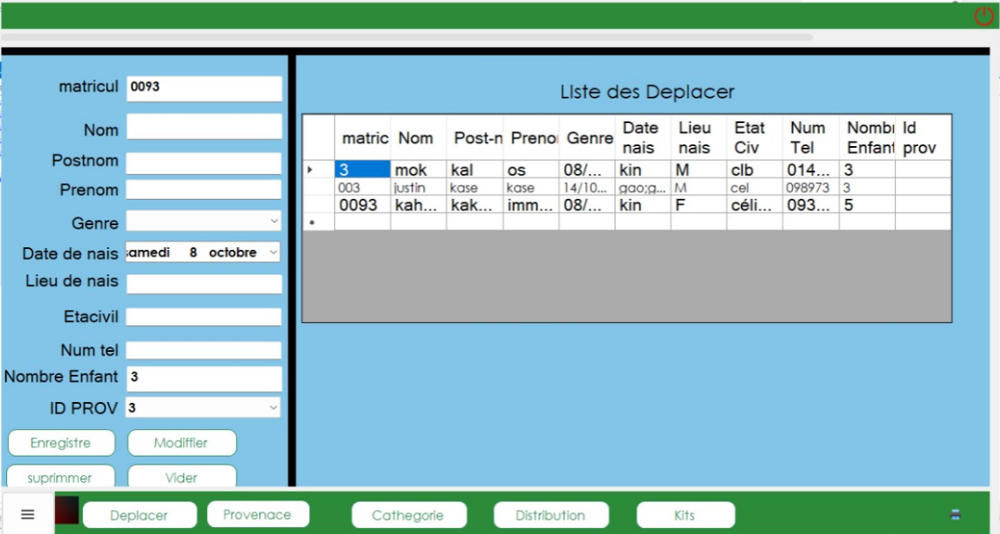 matricul 0093
Nom
Postnom
Prenom
Genre
Date de nais samedi 8 octobre
Lieu de nais
Etacivil
Num tel
Nombre Enfant 3
ID PROV 3
Enregistre Modiffier
suprimmer Vider
LIste des Deplacer
matric Nom Post-n Prenoı Genre Date nais Lieu nais Etat Civ Num Tel Nombı Enfant Id prov
3 mok kal os 08/... kin M clb 014... 3
003 justin kase kase 14/10... gao;g... M cel 098973 3
0093 kah... kak... imm... 08/... kin F céli... 093... 5
Deplacer Provenace Cathegorie Distribution Kits